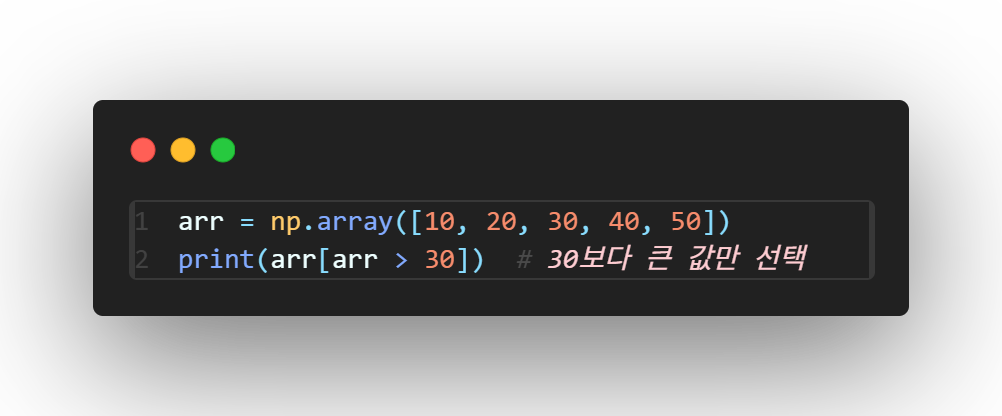 1 arr = np.array([10, 20, 30, 40, 50])
2 print(arr[arr > 30])  # 30보다 큰 값만 선택